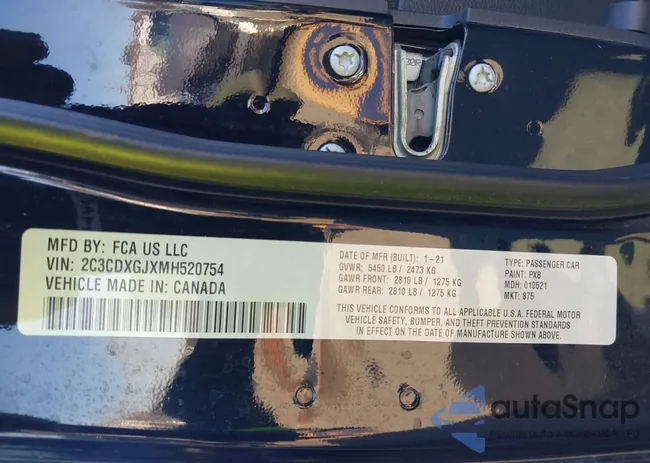 MFD BY: FCA US LLC
VIN: 2C3CDXGJXMH520754
VEHICLE MADE IN: CANADA
DATE OF MFR (BUILT): 1-21
GVWR: 5450 LB / 2473 KG
GAWR FRONT: 2810 LB / 1275 KG
GAWR REAR: 2810 LB / 1275 KG
TYPE: PASSENGER CAR
PAINT: PX8
MDH: 010521
MKT: 875
THIS VEHICLE CONFORMS TO ALL APPLICABLE U.S.A. FEDERAL MOTOR
VEHICLE SAFETY, BUMPER, AND THEFT PREVENTION STANDARDS
IN EFFECT ON THE DATE OF MANUFACTURE SHOWN ABOVE.
autaSnap